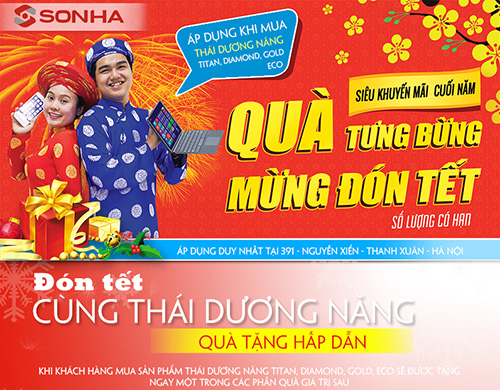 SONHA
ÁP DỤNG KHI MUA
THÁI DƯƠNG NĂNG
TITAN, DIAMOND, GOLD
ECO
SIÊU KHUYẾN MÃI CUỐI NĂM
QUÀ TƯNG BỪNG
MỪNG ĐÓN TẾT
SỐ LƯỢNG CÓ HẠN
ÁP DỤNG DUY NHẤT TẠI 391 - NGUYỄN XIỂN - THANH XUÂN - HÀ NỘI
Đón tết
CÙNG THÁI DƯƠNG NĂNG
QUÀ TẶNG HẤP DẪN
KHI KHÁCH HÀNG MUA SẢN PHẨM THÁI DƯƠNG NĂNG TITAN, DIAMOND, GOLD, ECO SẼ ĐƯỢC TẶNG
NGAY MỘT TRONG CÁC PHẦN QUÀ GIÁ TRỊ SAU